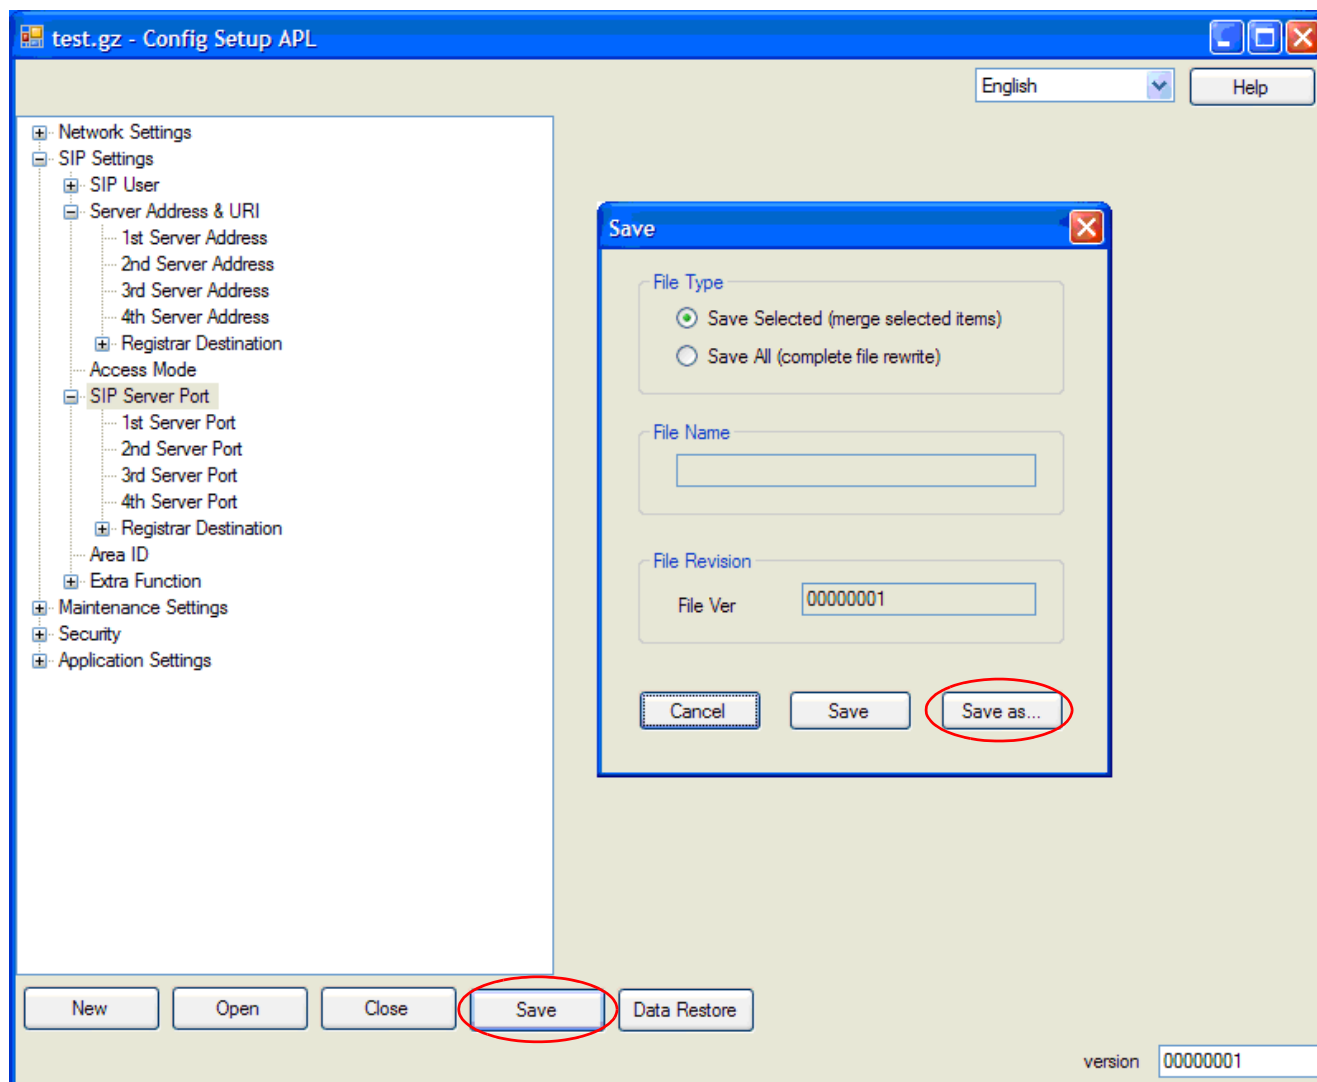 test.gz - Config Setup APL
English
Help
Network Settings
SIP Settings
SIP User
Server Address & URI
1st Server Address
2nd Server Address
3rd Server Address
4th Server Address
Registrar Destination
Access Mode
SIP Server Port
1st Server Port
2nd Server Port
3rd Server Port
4th Server Port
Registrar Destination
Area ID
Extra Function
Maintenance Settings
Security
Application Settings
Save
File Type
Save Selected (merge selected items)
Save All (complete file rewrite)
File Name
File Revision
File Ver 00000001
Cancel Save Save as...
New Open Close Save Data Restore
version 00000001